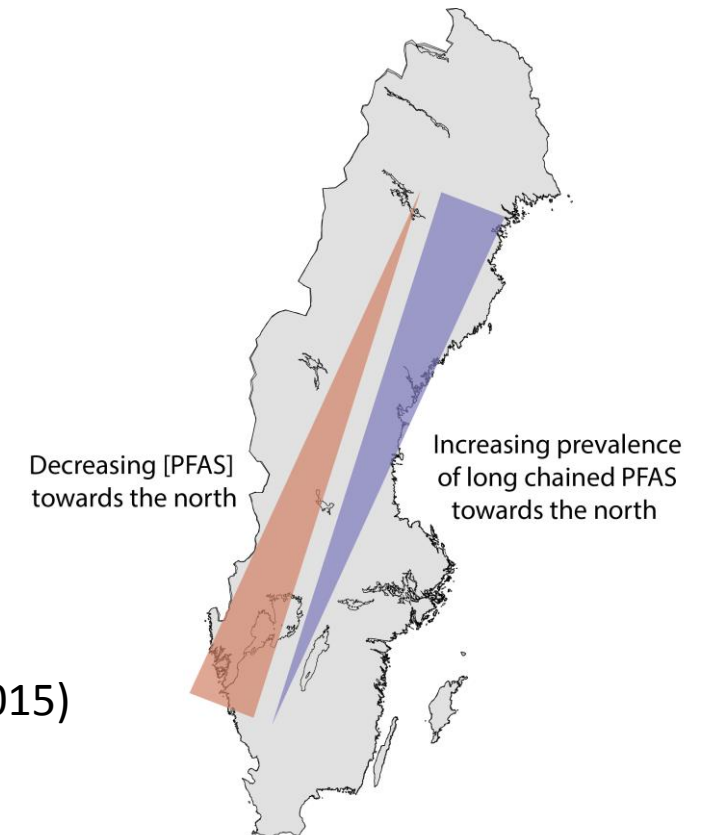 Decreasing [PFAS]
towards the north
Increasing prevalence
of long chained PFAS
towards the north
015)